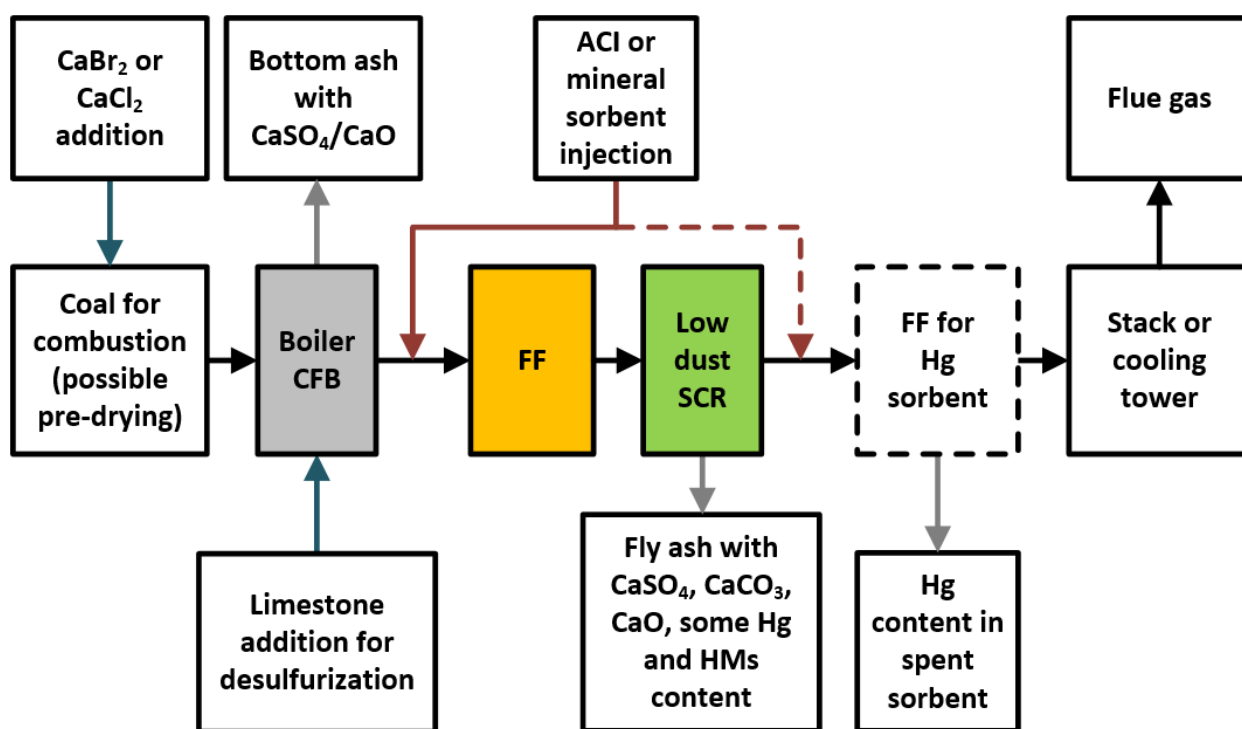 CaBr₂ or
CaCl₂
addition
Bottom ash
with
CaSO₄/CaO
ACI or
mineral
sorbent
injection
Flue gas
Coal for
combustion
(possible
pre-drying)
Boiler
CFB
FF
Low
dust
SCR
FF for
Hg
sorbent
Stack or
cooling
tower
Limestone
addition for
desulfurization
Fly ash with
CaSO₄, CaCO₃,
CaO, some Hg
and HMs
content
Hg
content in
spent
sorbent